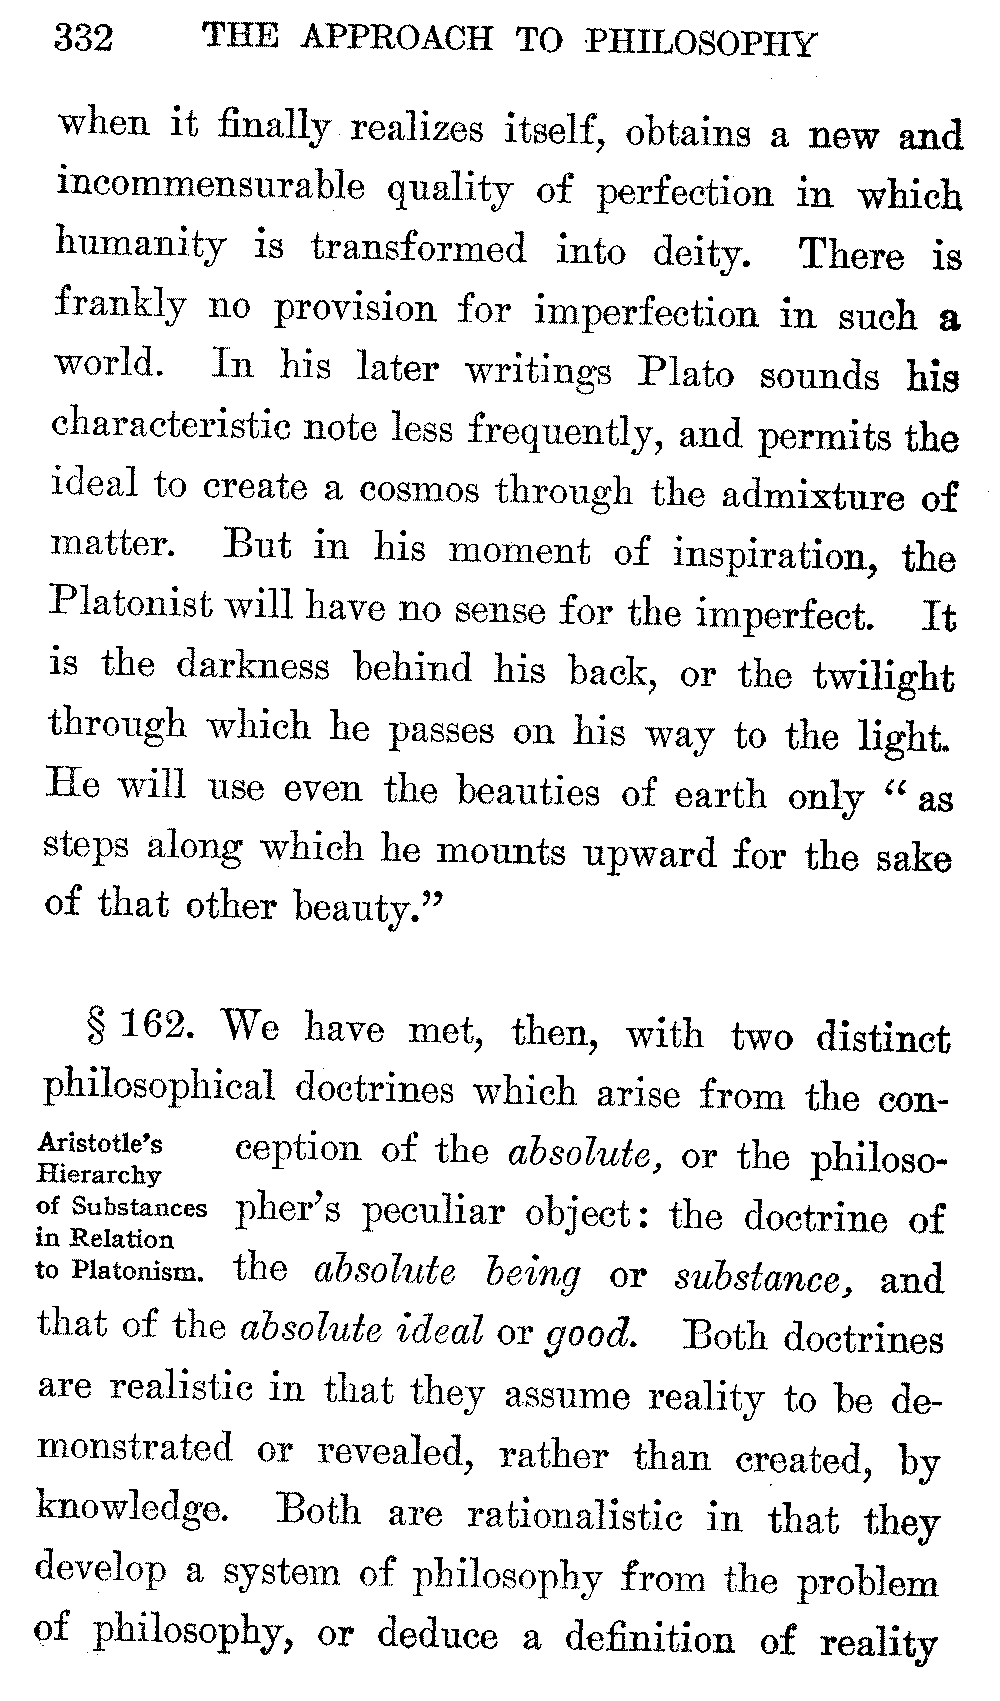 332 THE APPROACH TO PHILOSOPHY
when it finally realizes itself, obtains a new and
incommensurable quality of perfection in which
humanity is transformed into deity. There is
frankly no provision for imperfection in such a
world. In his later writings Plato sounds his
characteristic note less frequently, and permits the
ideal to create a cosmos through the admixture of
matter. But in his moment of inspiration, the
Platonist will have no sense for the imperfect. It
is the darkness behind his back, or the twilight
through which he passes on his way to the light.
He will use even the beauties of earth only “ as
steps along which he mounts upward for the sake
of that other beauty.”
§ 162. We have met, then, with two distinct
philosophical doctrines which arise from the con-
Aristotle’s
Hierarchy
of Substances
in Relation
to Platonism.
ception of the absolute, or the philoso-
pher’s peculiar object: the doctrine of
the absolute being or substance, and
that of the absolute ideal or good. Both doctrines
are realistic in that they assume reality to be de-
monstrated or revealed, rather than created, by
knowledge. Both are rationalistic in that they
develop a system of philosophy from the problem
of philosophy, or deduce a definition of reality